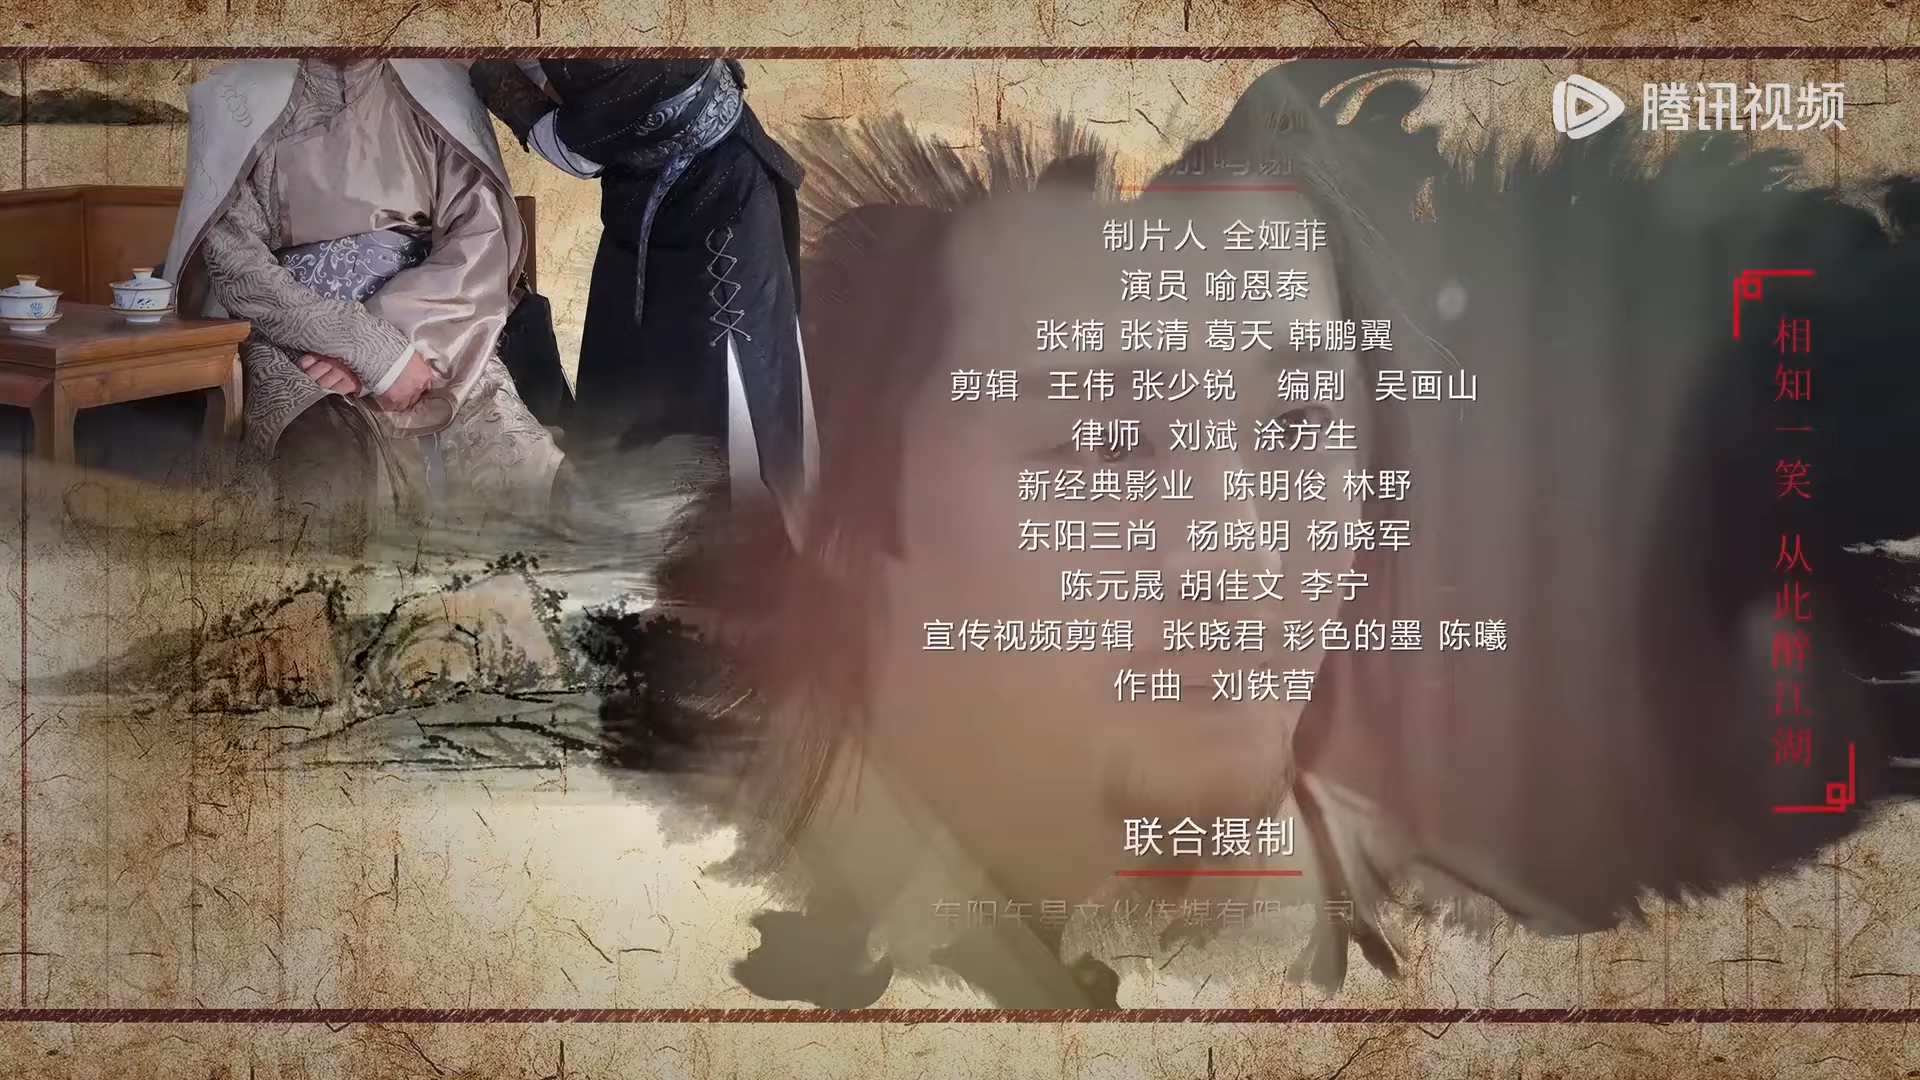 腾讯视频
制片人 全娅菲
演员 喻恩泰
张楠 张清 葛天 韩鹏翼
剪辑 王伟 张少锐 编剧 吴画山
律师 刘斌 涂方生
新经典影业 陈明俊 林野
东阳三尚 杨晓明 杨晓军
陈元晟 胡佳文 李宁
宣传视频剪辑 张晓君 彩色的墨 陈曦
作曲 刘铁营
联合摄制
相知一笑 从此醉江湖